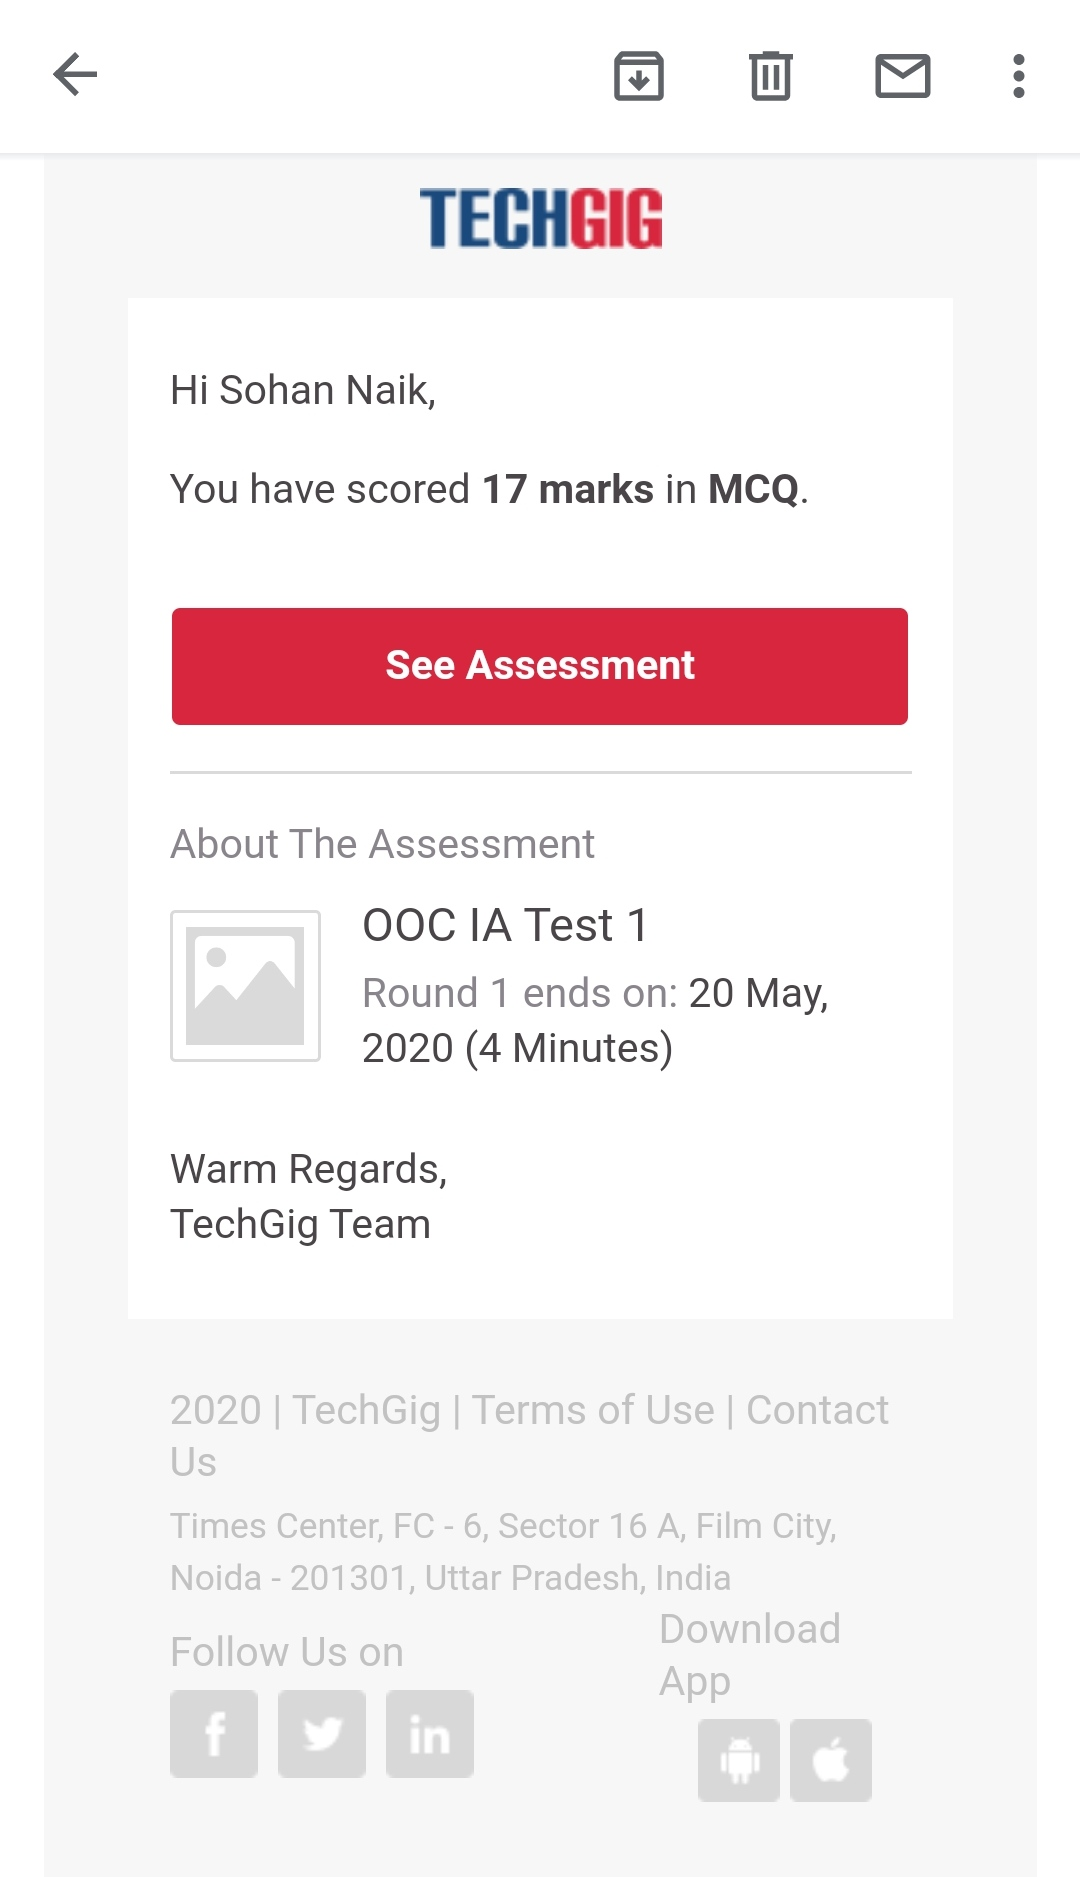 TECHGIG
Hi Sohan Naik,
You have scored 17 marks in MCQ.
See Assessment
About The Assessment
OOC IA Test 1
Round 1 ends on: 20 May,
2020 (4 Minutes)
Warm Regards,
TechGig Team
2020 | TechGig | Terms of Use | Contact
Us
Times Center, FC - 6, Sector 16 A, Film City,
Noida - 201301, Uttar Pradesh, India
Follow Us on
Download
App
f
in